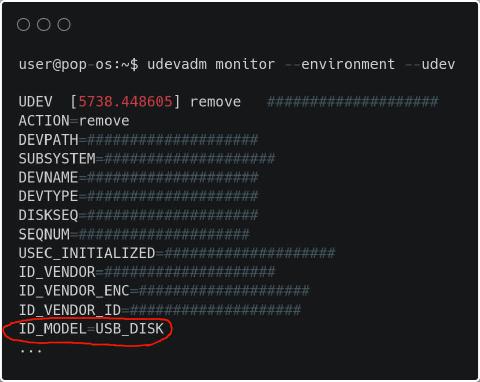 user@pop-os:~$ udevadm monitor --environment --udev
UDEV  [5738.448605] remove   ####################
ACTION=remove
DEVPATH=####################
SUBSYSTEM=####################
DEVNAME=####################
DEVTYPE=####################
DISKSEQ=####################
SEQNUM=####################
USEC_INITIALIZED=####################
ID_VENDOR=####################
ID_VENDOR_ENC=####################
ID_VENDOR_ID=####################
ID_MODEL=USB_DISK
...